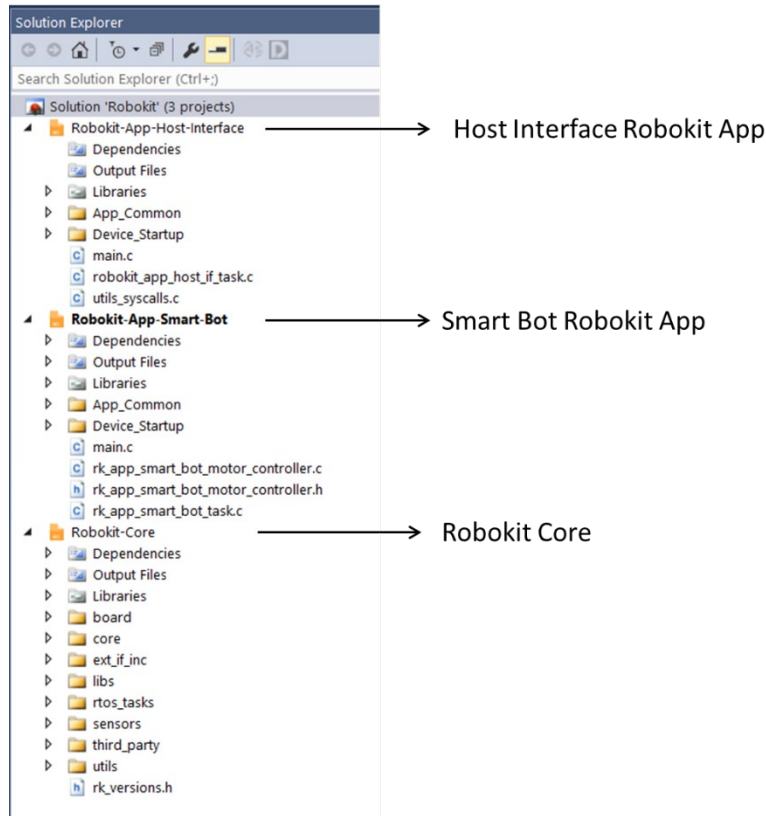 Solution Explorer
Search Solution Explorer (Ctrl+;)
Solution 'Robokit' (3 projects)
Robokit-App-Host-Interface
Host Interface Robokit App
Dependencies
Output Files
Libraries
App_Common
Device_Startup
main.c
robokit_app_host_if_task.c
utils_syscalls.c
Robokit-App-Smart-Bot
Smart Bot Robokit App
Dependencies
Output Files
Libraries
App_Common
Device_Startup
main.c
rk_app_smart_bot_motor_controller.c
rk_app_smart_bot_motor_controller.h
rk_app_smart_bot_task.c
Robokit-Core
Robokit Core
Dependencies
Output Files
Libraries
board
core
ext_if_inc
libs
rtos_tasks
sensors
third_party
utils
rk_versions.h